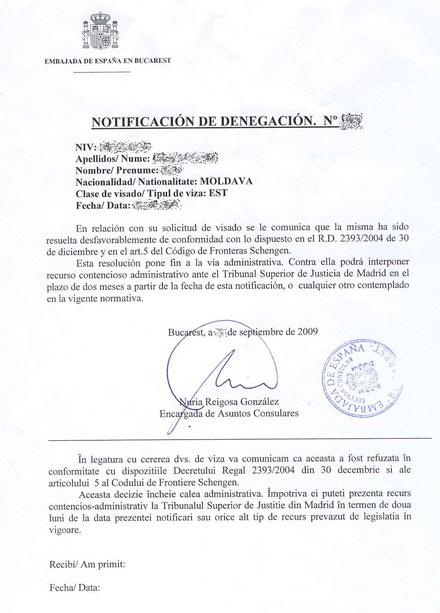 EMBAJADA DE ESPAÑA EN BUCAREST
NOTIFICACIÓN DE DENEGACIÓN. Nº
NIV:
Apellidos/ Nume:
Nombre/ Prenume:
Nacionalidad/ Nationalitate: MOLDAVA
Clase de visado/ Tipul de viza: EST
Fecha/ Data:
En relación con su solicitud de visado se le comunica que la misma ha sido
resuelta desfavorablemente de conformidad con lo dispuesto en el R.D. 2393/2004 de 30
de diciembre y en el art.5 del Código de Fronteras Schengen.
Esta resolución pone fin a la vía administrativa. Contra ella podrá interponer
recurso contencioso administrativo ante el Tribunal Superior de Justicia de Madrid en el
plazo de dos meses a partir de la fecha de esta notificación, o cualquier otro contemplado
en la vigente normativa.
Bucarest, a de septiembre de 2009
EMBAJADA DE ESPAÑA
Nuria Reigosa González
Encargada de Asuntos Consulares
În legatura cu cererea dvs. de viza va comunicam ca aceasta a fost refuzata în
conformitate cu dispozitiile Decretului Regal 2393/2004 din 30 decembrie si ale
articolului 5 al Codului de Frontiere Schengen.
Aceasta decizie încheie calea administrativa. Împotriva ei puteti prezenta recurs
contencios-administrativ la Tribunalul Superior de Justitie din Madrid în termen de doua
luni de la data prezentei notificari sau orice alt tip de recurs prevazut de legislatia în
vigoare.
Recibí/ Am primit:
Fecha/ Data: